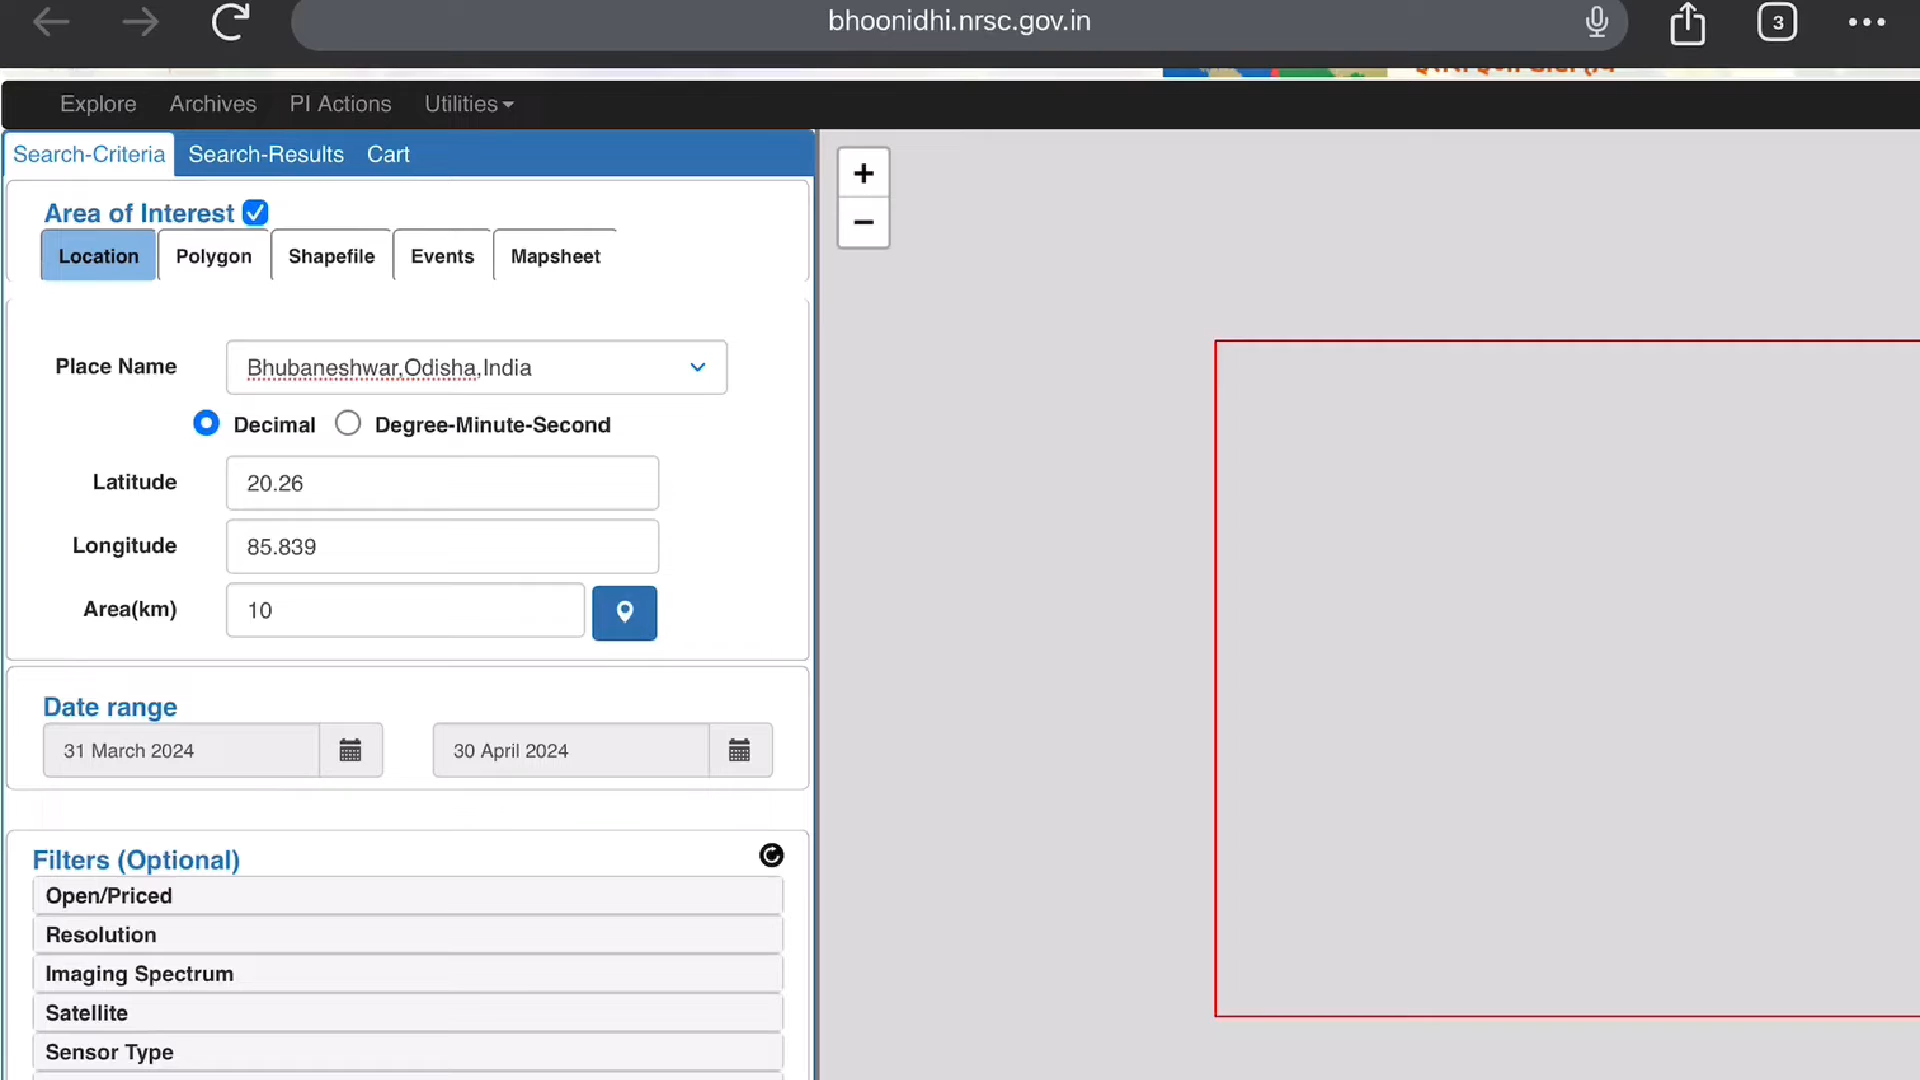 bhoonidhi.nrsc.gov.in
3
Explore Archives PI Actions Utilities
Search-Criteria Search-Results Cart
Area of Interest
Location Polygon Shapefile Events Mapsheet
+
−
Place Name Bhubaneshwar,Odisha,India
Decimal Degree-Minute-Second
Latitude 20.26
Longitude 85.839
Area(km) 10
Date range
31 March 2024 30 April 2024
Filters (Optional)
Open/Priced
Resolution
Imaging Spectrum
Satellite
Sensor Type